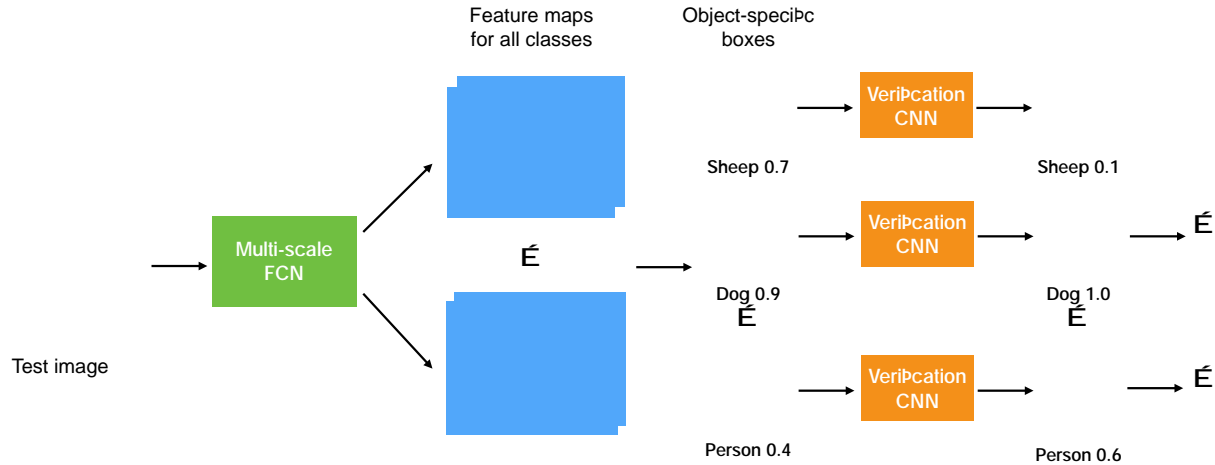 Feature maps
for all classes
Object-speciÞc
boxes
VeriÞcation
CNN
Sheep 0.7
Sheep 0.1
Multi-scale
FCN
É
VeriÞcation
CNN
É
Dog 0.9
É
Dog 1.0
É
Test image
VeriÞcation
CNN
É
Person 0.4
Person 0.6